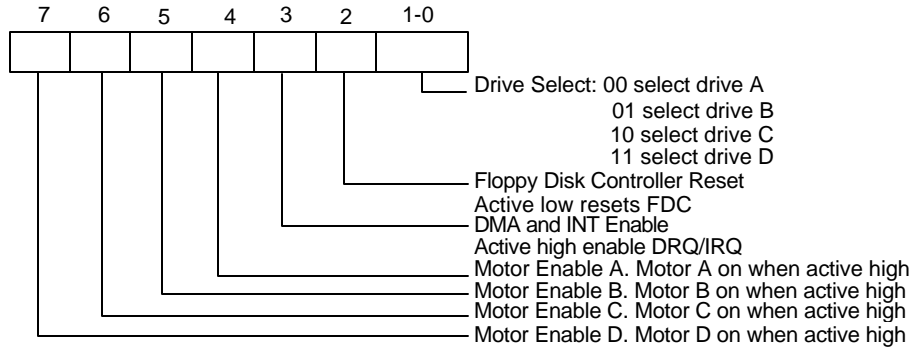 7 6 5 4 3 2 1-0
Drive Select: 00 select drive A
01 select drive B
10 select drive C
11 select drive D
Floppy Disk Controller Reset
Active low resets FDC
DMA and INT Enable
Active high enable DRQ/IRQ
Motor Enable A. Motor A on when active high
Motor Enable B. Motor B on when active high
Motor Enable C. Motor C on when active high
Motor Enable D. Motor D on when active high